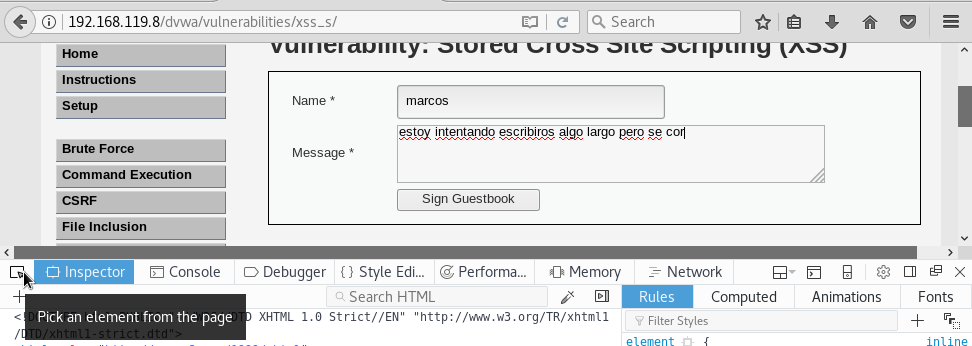 192.168.119.8/dvwa/vulnerabilities/xss_s/
Search
Vulnerability: Stored Cross Site Scripting (XSS)
Home
Instructions
Setup
Brute Force
Command Execution
CSRF
File Inclusion
Name *
marcos
Message *
estoy intentando escribiros algo largo pero se cor
Sign Guestbook
Inspector
Console
Debugger
Style Edi...
Performa...
Memory
Network
Search HTML
Rules
Computed
Animations
Fonts
Pick an element from the page
DTD XHTML 1.0 Strict//EN" "http://www.w3.org/TR/xhtml1
/DTD/xhtml1-strict.dtd">
Filter Styles
element {
inline